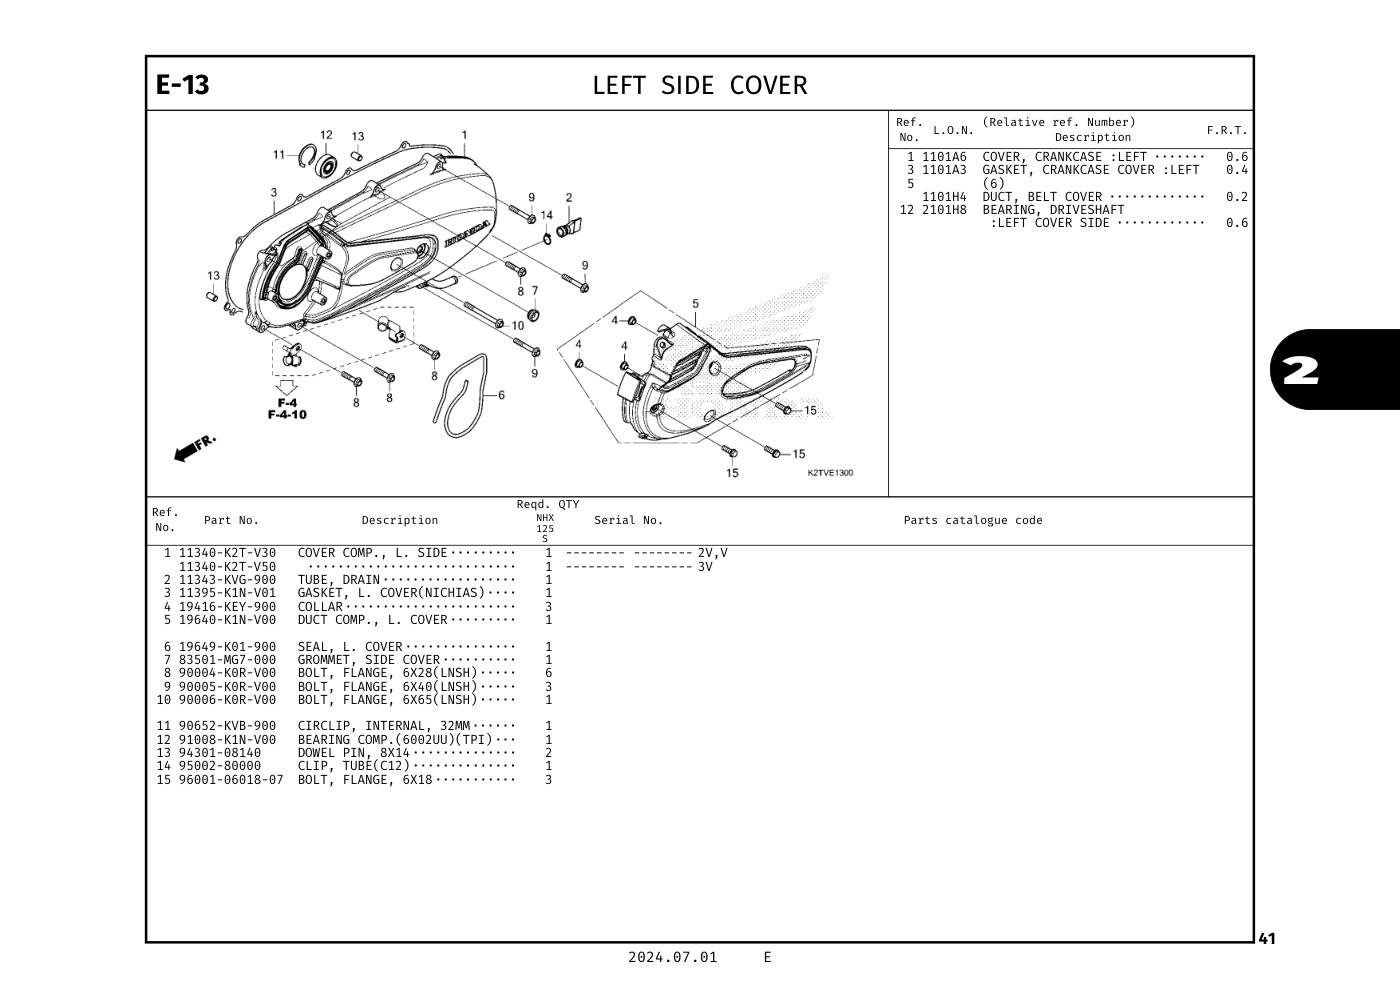 E-13
LEFT SIDE COVER
12
13
1
11
3
9
2
14
9
13
8
7
10
5
4
4
4
8
9
8
8
6
F-4
F-4-10
15
15
15
FR.
HONDA
K2TVE1300
Ref. No. L.O.N. (Relative ref. Number) Description F.R.T.
1 1101A6 COVER, CRANKCASE :LEFT ······· 0.6
3 1101A3 GASKET, CRANKCASE COVER :LEFT 0.4
5 (6)
1101H4 DUCT, BELT COVER ············· 0.2
12 2101H8 BEARING, DRIVESHAFT
:LEFT COVER SIDE ············ 0.6
2
Ref. No. Part No. Description Reqd. QTY NHX 125 S Serial No. Parts catalogue code
1 11340-K2T-V30 COVER COMP., L. SIDE········· 1 -------- -------- 2V,V
11340-K2T-V50 ···························· 1 -------- -------- 3V
2 11343-KVG-900 TUBE, DRAIN·················· 1
3 11395-K1N-V01 GASKET, L. COVER(NICHIAS)···· 1
4 19416-KEY-900 COLLAR······················· 3
5 19640-K1N-V00 DUCT COMP., L. COVER········· 1
6 19649-K01-900 SEAL, L. COVER··············· 1
7 83501-MG7-000 GROMMET, SIDE COVER·········· 1
8 90004-K0R-V00 BOLT, FLANGE, 6X28(LNSH)····· 6
9 90005-K0R-V00 BOLT, FLANGE, 6X40(LNSH)····· 3
10 90006-K0R-V00 BOLT, FLANGE, 6X65(LNSH)····· 1
11 90652-KVB-900 CIRCLIP, INTERNAL, 32MM······ 1
12 91008-K1N-V00 BEARING COMP.(6002UU)(TPI)··· 1
13 94301-08140 DOWEL PIN, 8X14·············· 2
14 95002-80000 CLIP, TUBE(C12)·············· 1
15 96001-06018-07 BOLT, FLANGE, 6X18··········· 3
41
2024.07.01 E